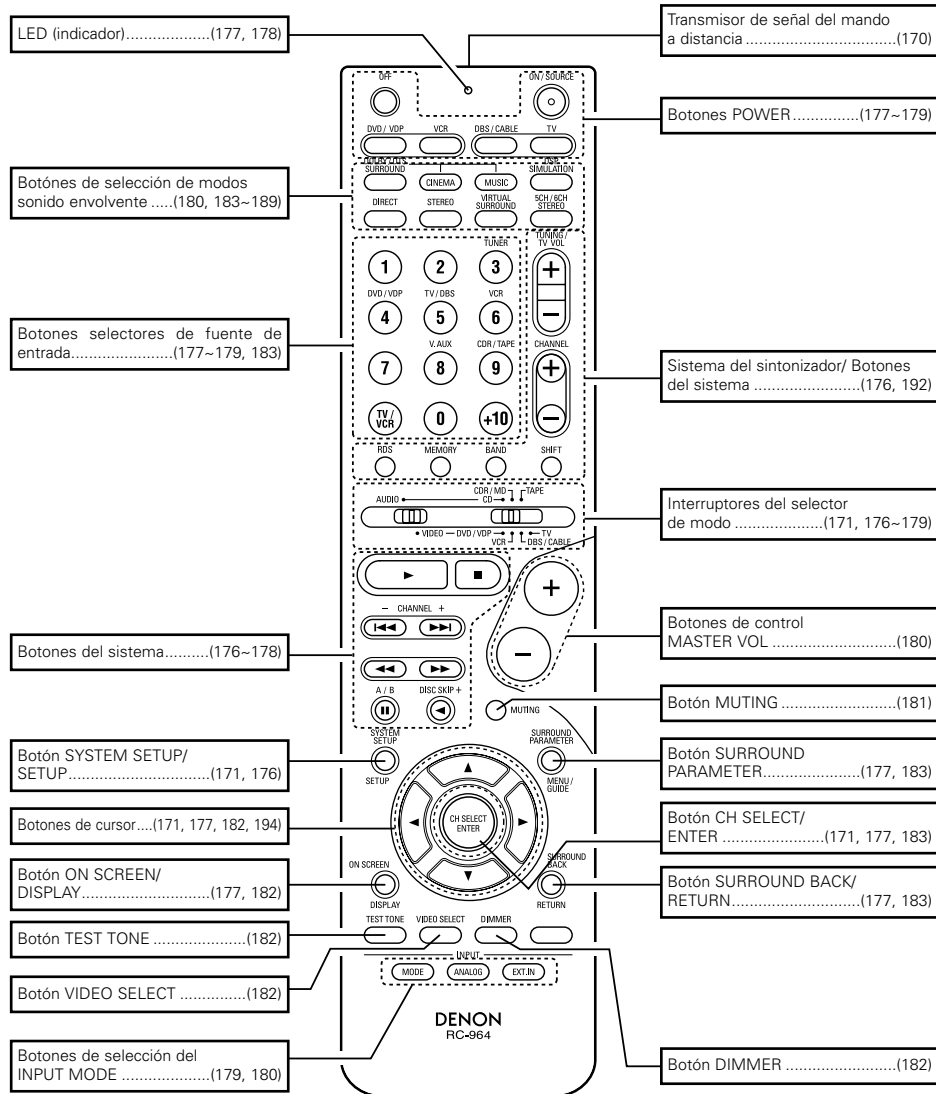 LED (indicador)...................(177, 178)
Transmisor de señal del mando
a distancia .................................(170)
Botones POWER...............(177~179)
Botónes de selección de modos
sonido envolvente .....(180, 183~189)
Botones selectores de fuente de
entrada......................(177~179, 183)
Sistema del sintonizador/ Botones
del sistema .......................(176, 192)
Interruptores del selector
de modo ...................(171, 176~179)
Botones del sistema..........(176~178)
Botones de control
MASTER VOL ...........................(180)
Botón MUTING .........................(181)
Botón SYSTEM SETUP/
SETUP...............................(171, 176)
Botón SURROUND
PARAMETER.....................(177, 183)
Botones de cursor....(171, 177, 182, 194)
Botón CH SELECT/
ENTER ......................(171, 177, 183)
Botón ON SCREEN/
DISPLAY............................(177, 182)
Botón SURROUND BACK/
RETURN............................(177, 183)
Botón TEST TONE ...................(182)
Botón VIDEO SELECT ...............(182)
Botones de selección del
INPUT MODE ...................(179, 180)
Botón DIMMER ........................(182)
OFF
ON / SOURCE
DVD / VDP VCR DBS / CABLE TV
DOLBY / DTS
SURROUND
CINEMA
MUSIC
DSP
SIMULATION
DIRECT STEREO
VIRTUAL
SURROUND
5CH / 6CH
STEREO
TUNER
TUNING /
TV VOL
1 2 3
+
DVD / VDP TV / DBS VCR
4 5 6
−
V. AUX CDR / TAPE CHANNEL
7 8 9
+
TV /
VCR
0 +10
−
RDS MEMORY BAND SHIFT
CDR / MD TAPE
AUDIO CD
VIDEO DVD / VDP TV
VCR DBS / CABLE
− CHANNEL +
+
−
A / B DISC SKIP +
MUTING
SYSTEM
SETUP
SETUP
SURROUND
PARAMETER
MENU /
GUIDE
CH SELECT
ENTER
ON SCREEN
DISPLAY
SURROUND
BACK
RETURN
TEST TONE VIDEO SELECT DIMMER
INPUT
MODE ANALOG EXT.IN
DENON
RC-964